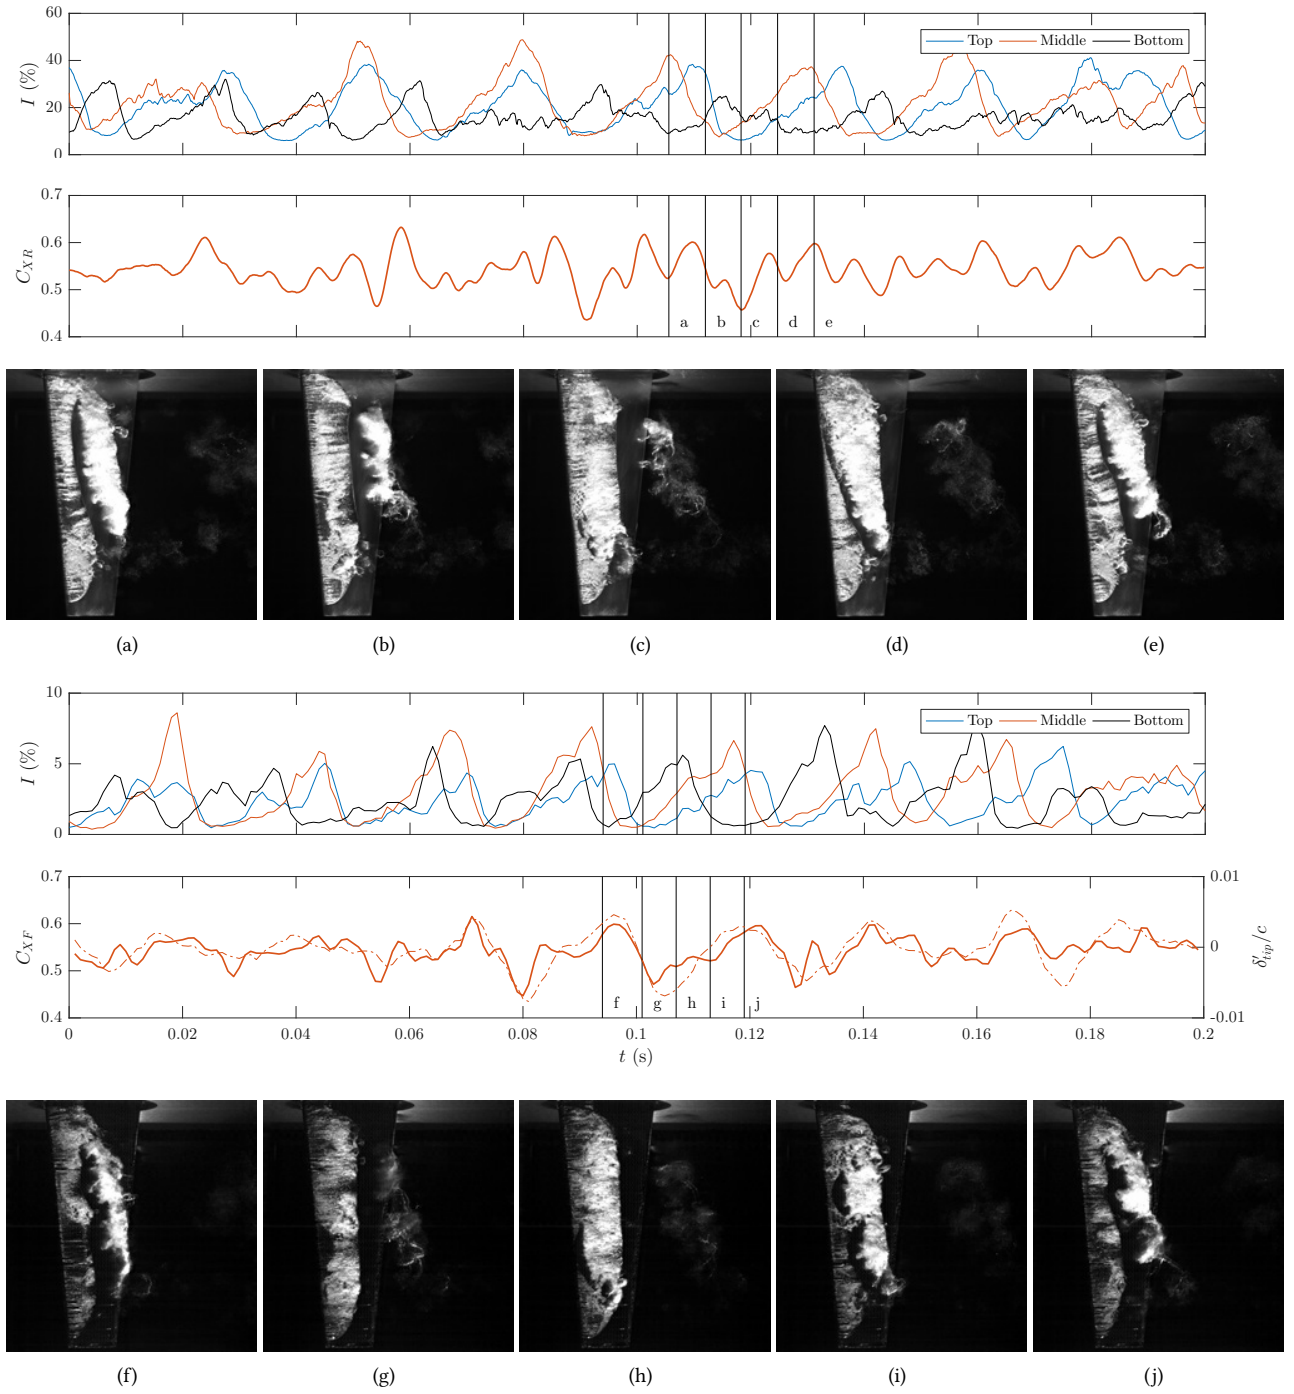 60
40
20
0
I (%)
Top Middle Bottom
0.7
0.6
0.5
0.4
C_XR
a b c d e
(a) (b) (c) (d) (e)
10
5
0
I (%)
Top Middle Bottom
0.7
0.6
0.5
0.4
C_XF
0.01
0
-0.01
δ'_tip/c
f g h i j
0 0.02 0.04 0.06 0.08 0.1 0.12 0.14 0.16 0.18 0.2
t (s)
(f) (g) (h) (i) (j)